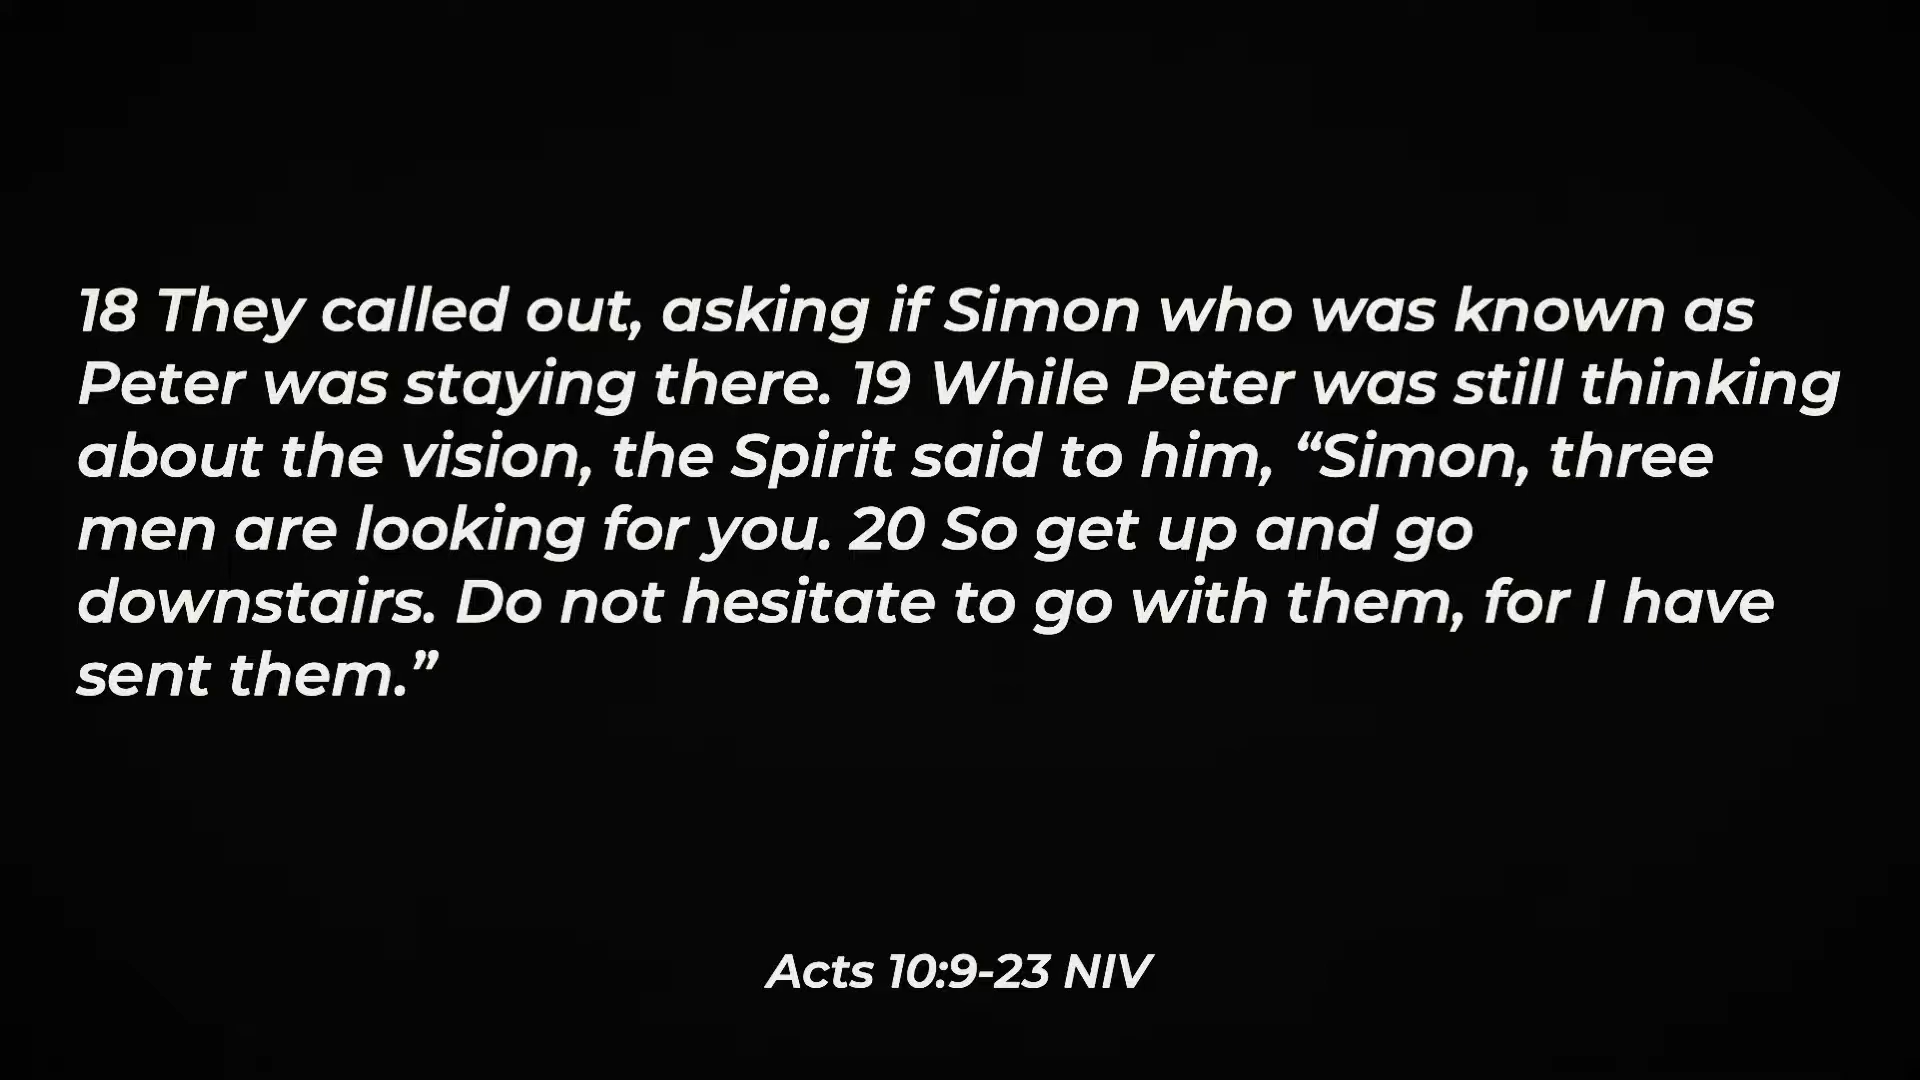 18 They called out, asking if Simon who was known as
Peter was staying there. 19 While Peter was still thinking
about the vision, the Spirit said to him, “Simon, three
men are looking for you. 20 So get up and go
downstairs. Do not hesitate to go with them, for I have
sent them.”
Acts 10:9-23 NIV